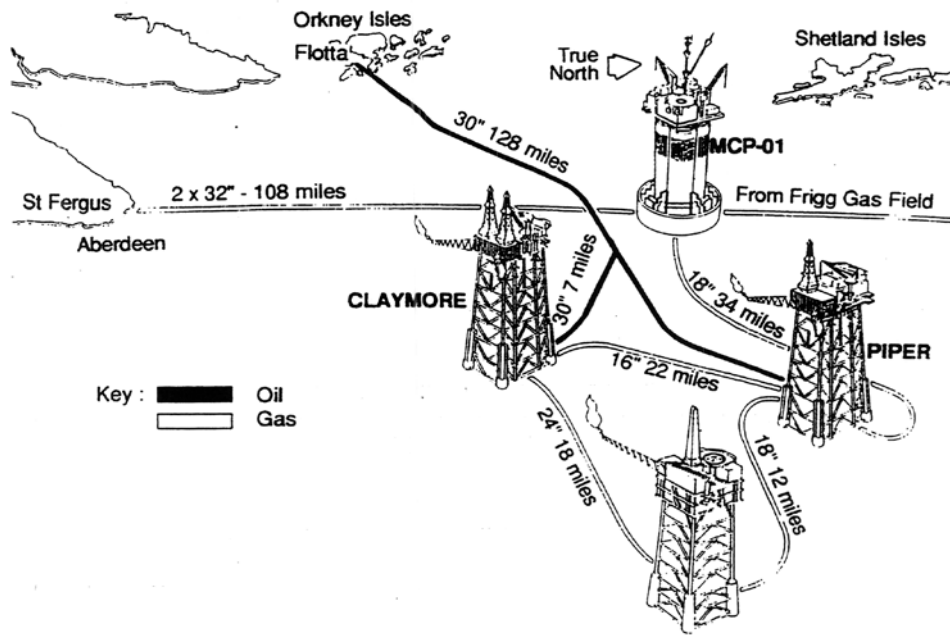 Orkney Isles
Flotta
True
North
Shetland Isles
30" 128 miles
MCP-01
St Fergus
2 x 32" - 108 miles
From Frigg Gas Field
Aberdeen
CLAYMORE
30" 7 miles
18" 34 miles
PIPER
16" 22 miles
Key :
Oil
Gas
24" 18 miles
18" 12 miles